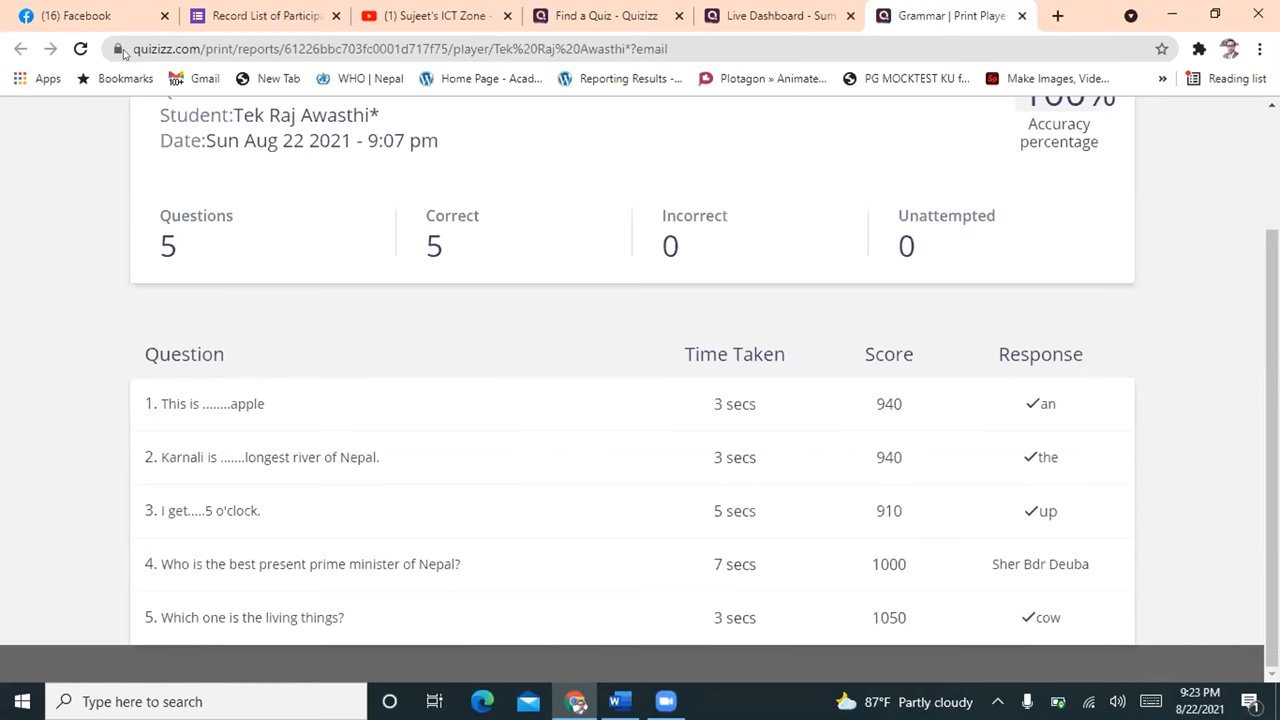 (16) Facebook
Record List of Participa
(1) Sujeet's ICT Zone -
Find a Quiz - Quizizz
Live Dashboard - Sum
Grammar | Print Playe
quizizz.com/print/reports/61226bbc703fc0001d717f75/player/Tek%20Raj%20Awasthi*?email
Apps
Bookmarks
Gmail
New Tab
WHO | Nepal
Home Page - Acad...
Reporting Results -...
Plotagon » Animate...
PG MOCKTEST KU f...
Make Images, Vide...
»
Reading list
Student:Tek Raj Awasthi*
Date:Sun Aug 22 2021 - 9:07 pm
100%
Accuracy
percentage
Questions
5
Correct
5
Incorrect
0
Unattempted
0
Question Time Taken Score Response
1. This is ........apple 3 secs 940 ✓an
2. Karnali is .......longest river of Nepal. 3 secs 940 ✓the
3. I get.....5 o'clock. 5 secs 910 ✓up
4. Who is the best present prime minister of Nepal? 7 secs 1000 Sher Bdr Deuba
5. Which one is the living things? 3 secs 1050 ✓cow
Type here to search
87°F Partly cloudy
9:23 PM
8/22/2021
1